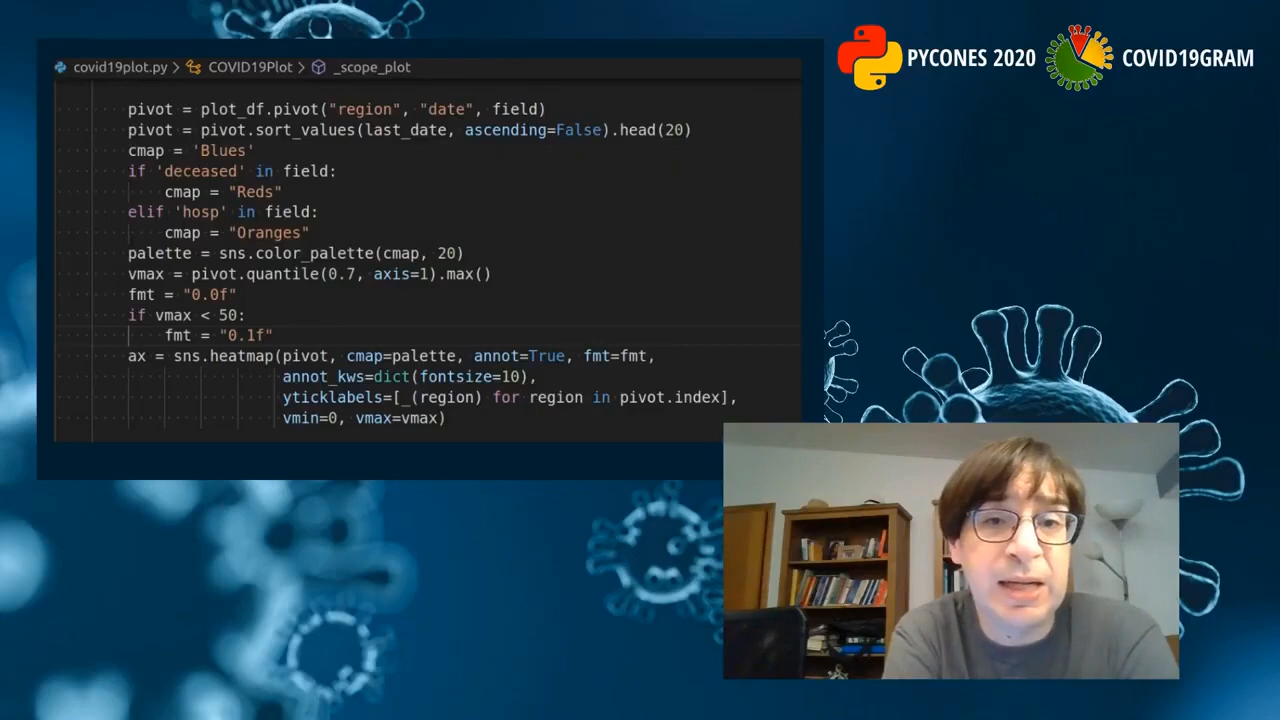 PYCONES 2020 COVID19GRAM
covid19plot.py > COVID19Plot > _scope_plot
pivot = plot_df.pivot("region", "date", field)
pivot = pivot.sort_values(last_date, ascending=False).head(20)
cmap = 'Blues'
if 'deceased' in field:
cmap = "Reds"
elif 'hosp' in field:
cmap = "Oranges"
palette = sns.color_palette(cmap, 20)
vmax = pivot.quantile(0.7, axis=1).max()
fmt = "0.0f"
if vmax < 50:
fmt = "0.1f"
ax = sns.heatmap(pivot, cmap=palette, annot=True, fmt=fmt,
annot_kws=dict(fontsize=10),
yticklabels=[_(region) for region in pivot.index],
vmin=0, vmax=vmax)